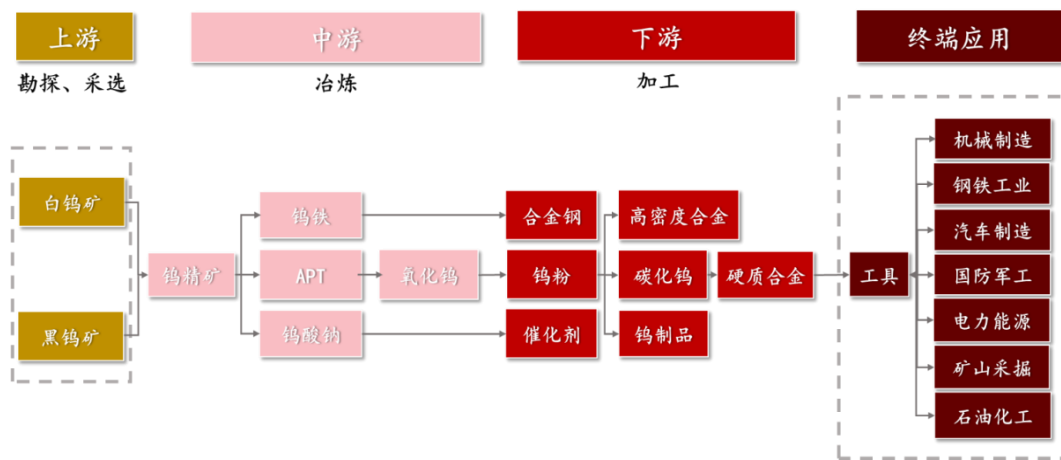 上游
中游
下游
终端应用
勘探、采选
冶炼
加工
白钨矿
黑钨矿
钨精矿
钨铁
APT
氧化钨
钨酸钠
合金钢
钨粉
催化剂
高密度合金
碳化钨
硬质合金
钨制品
工具
机械制造
钢铁工业
汽车制造
国防军工
电力能源
矿山采掘
石油化工